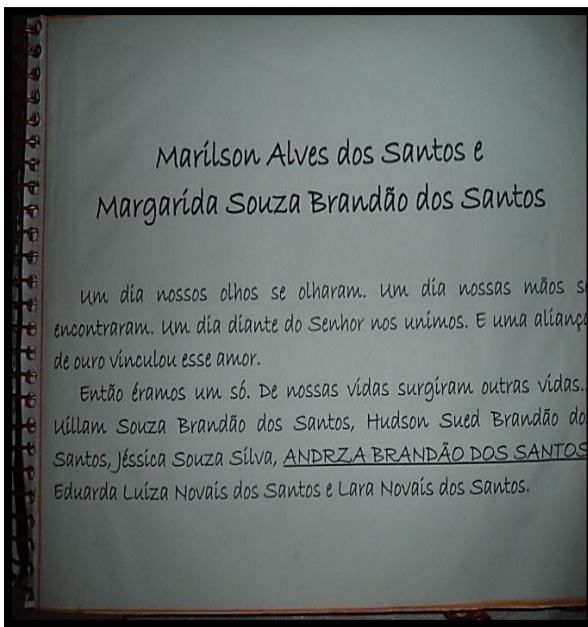 Marílson Alves dos Santos e
Margarida Souza Brandão dos Santos
Um dia nossos olhos se olharam. Um dia nossas mãos se
encontraram. Um dia diante do Senhor nos unimos. E uma aliança
de ouro vinculou esse amor.
Então éramos um só. De nossas vidas surgiram outras vidas..
Uillam Souza Brandão dos Santos, Hudson Sued Brandão dos
Santos, Jéssica Souza Silva, ANDRZA BRANDÃO DOS SANTOS
Eduarda Luíza Novais dos Santos e Lara Novais dos Santos.